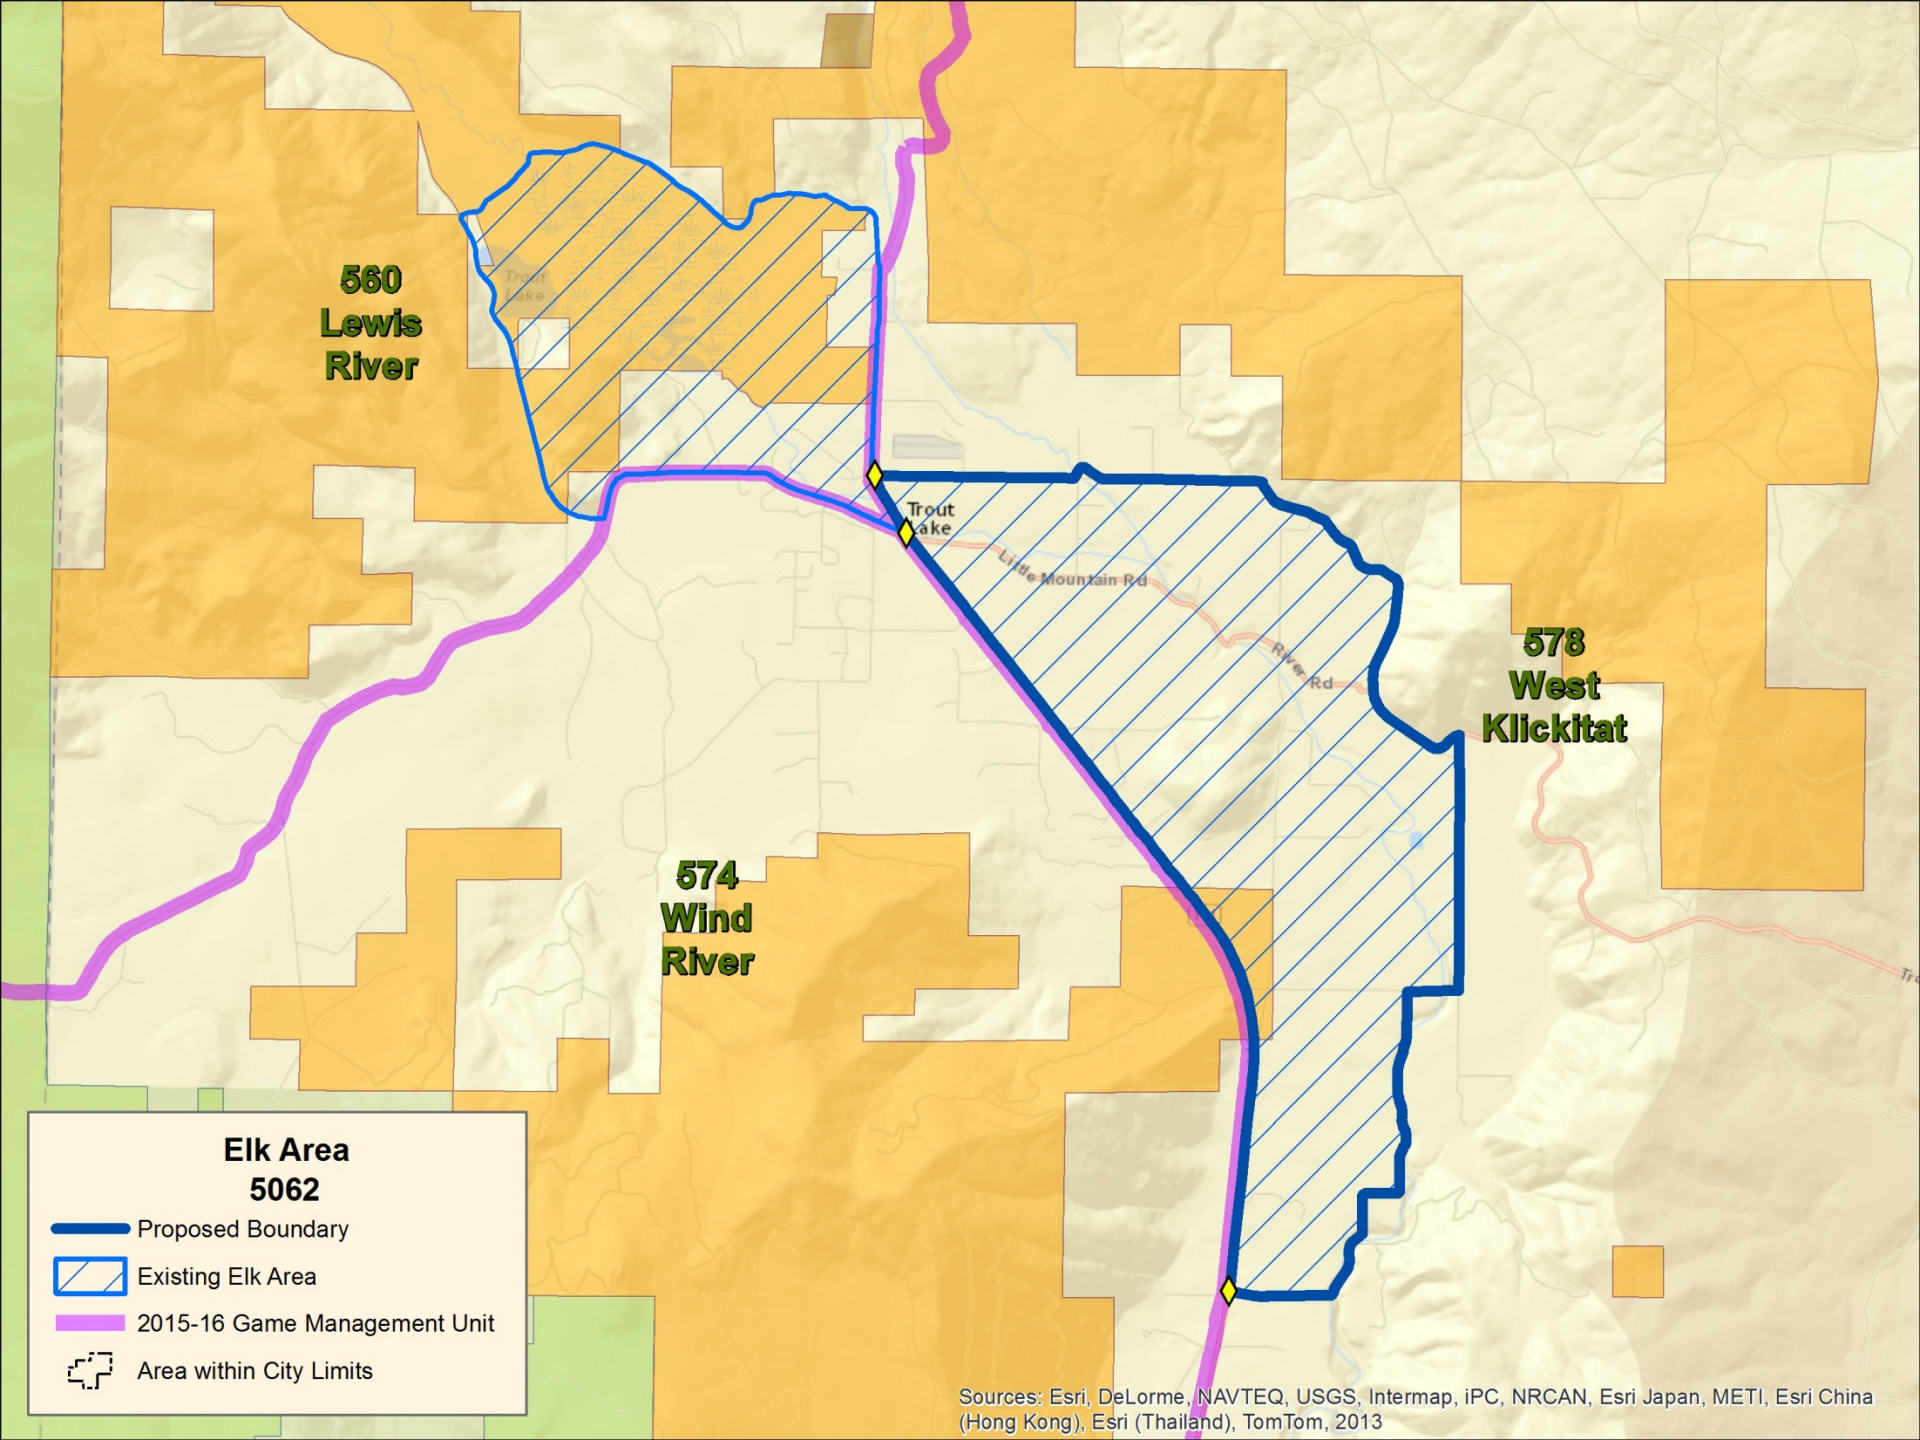 560
Lewis
River
Trout
Lake
Trout
Lake
Little Mountain Rd
River Rd
578
West
Klickitat
574
Wind
River
Elk Area
5062
Proposed Boundary
Existing Elk Area
2015-16 Game Management Unit
Area within City Limits
Sources: Esri, DeLorme, NAVTEQ, USGS, Intermap, iPC, NRCAN, Esri Japan, METI, Esri China
(Hong Kong), Esri (Thailand), TomTom, 2013